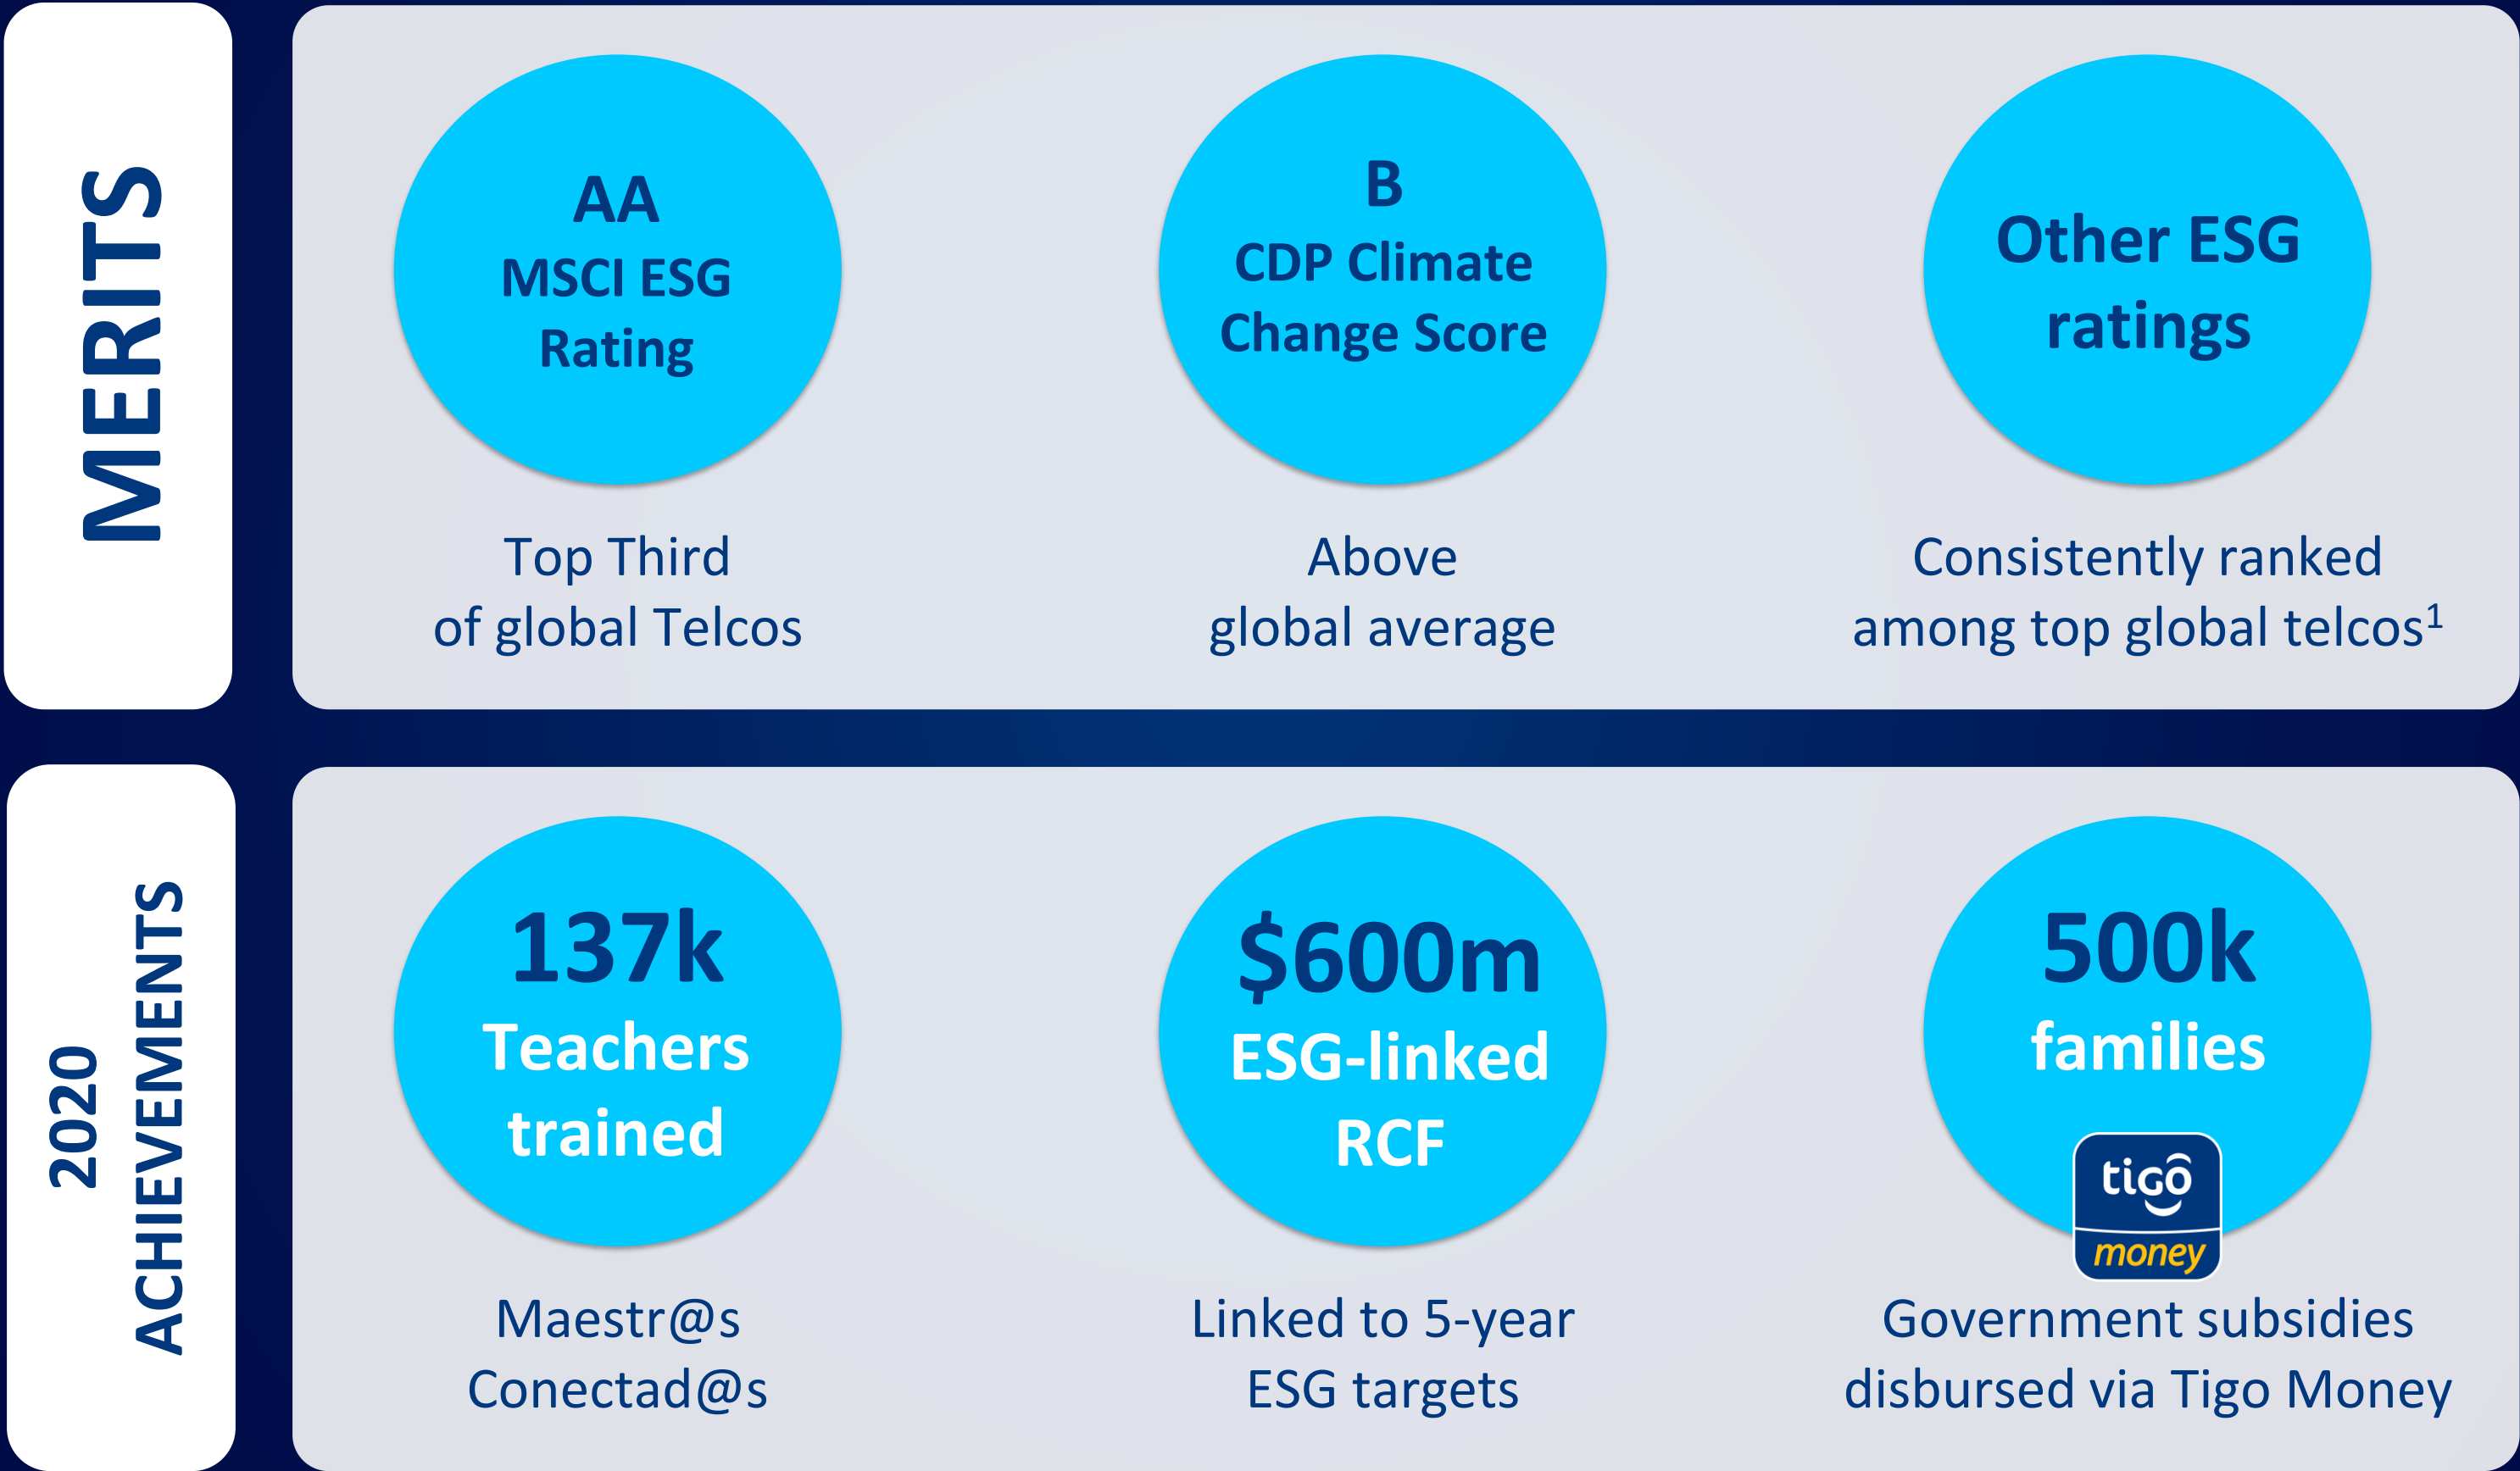 MERITS
AA
MSCI ESG
Rating
Top Third
of global Telcos
B
CDP Climate
Change Score
Above
global average
Other ESG
ratings
Consistently ranked
among top global telcos¹
2020
ACHIEVEMENTS
137k
Teachers
trained
Maestr@s
Conectad@s
$600m
ESG-linked
RCF
Linked to 5-year
ESG targets
500k
families
tigo
money
Government subsidies
disbursed via Tigo Money